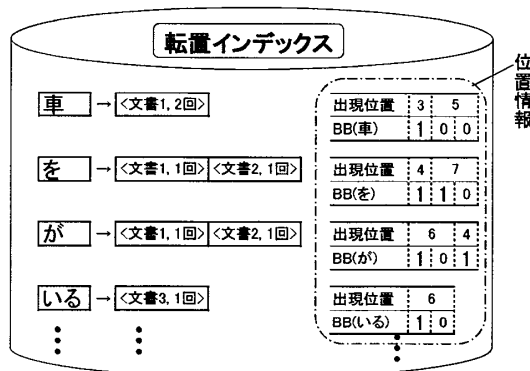 転置インデックス
位置情報
車 → <文書1, 2回>
出現位置 3 5
BB(車) 1 0 0
を → <文書1, 1回> <文書2, 1回>
出現位置 4 7
BB(を) 1 1 0
が → <文書1, 1回> <文書2, 1回>
出現位置 6 4
BB(が) 1 0 1
いる → <文書3, 1回>
出現位置 6
BB(いる) 1 0